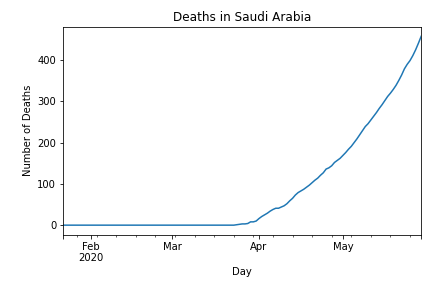 Deaths in Saudi Arabia
400
300
200
100
0
Number of Deaths
Feb
2020
Mar
Apr
May
Day